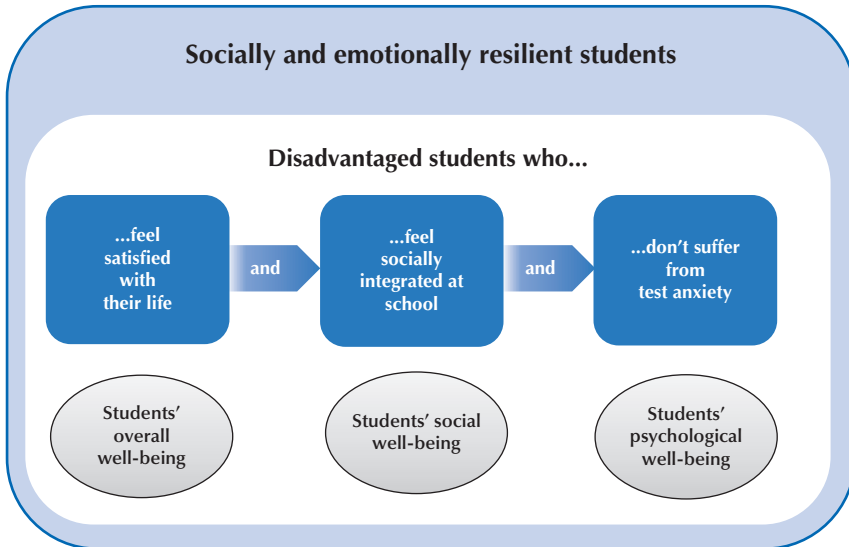 Socially and emotionally resilient students
Disadvantaged students who...
...feel
satisfied
with
their life
and
...feel
socially
integrated at
school
and
...don't suffer
from
test anxiety
Students'
overall
well-being
Students' social
well-being
Students'
psychological
well-being